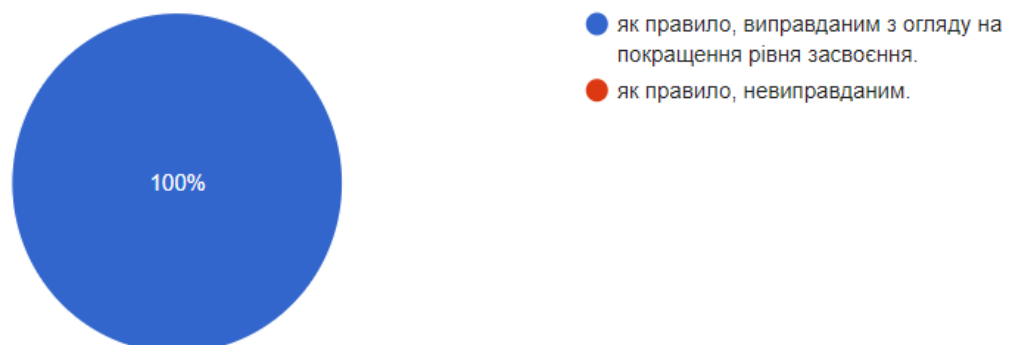 100%
як правило, виправданим з огляду на
покращення рівня засвоєння.
як правило, невиправданим.